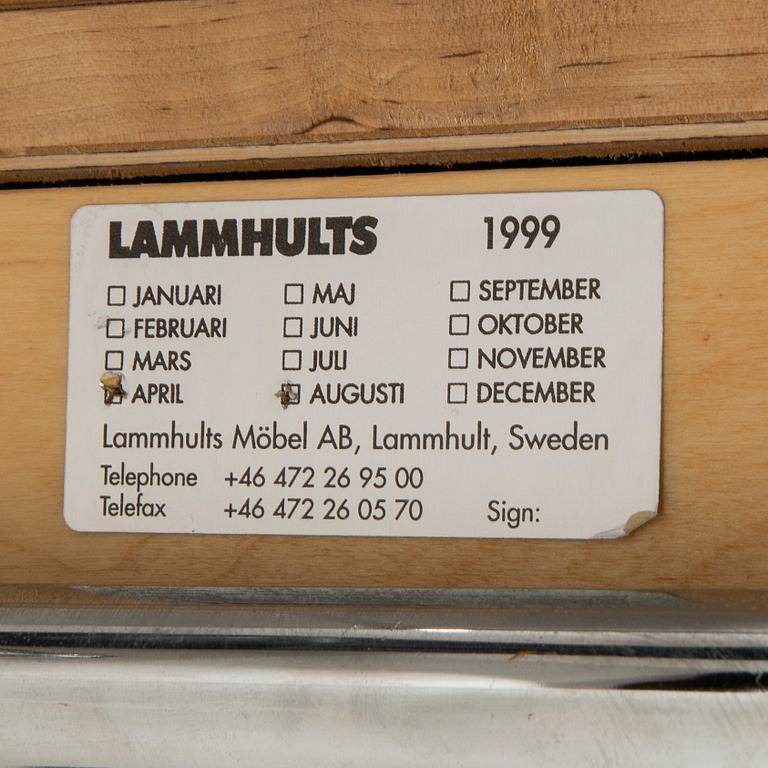 LAMMHULTS 1999
☐ JANUARI ☐ MAJ ☐ SEPTEMBER
☐ FEBRUARI ☐ JUNI ☐ OKTOBER
☐ MARS ☐ JULI ☐ NOVEMBER
☐ APRIL ☐ AUGUSTI ☐ DECEMBER
Lammhults Möbel AB, Lammhult, Sweden
Telephone +46 472 26 95 00
Telefax +46 472 26 05 70 Sign: